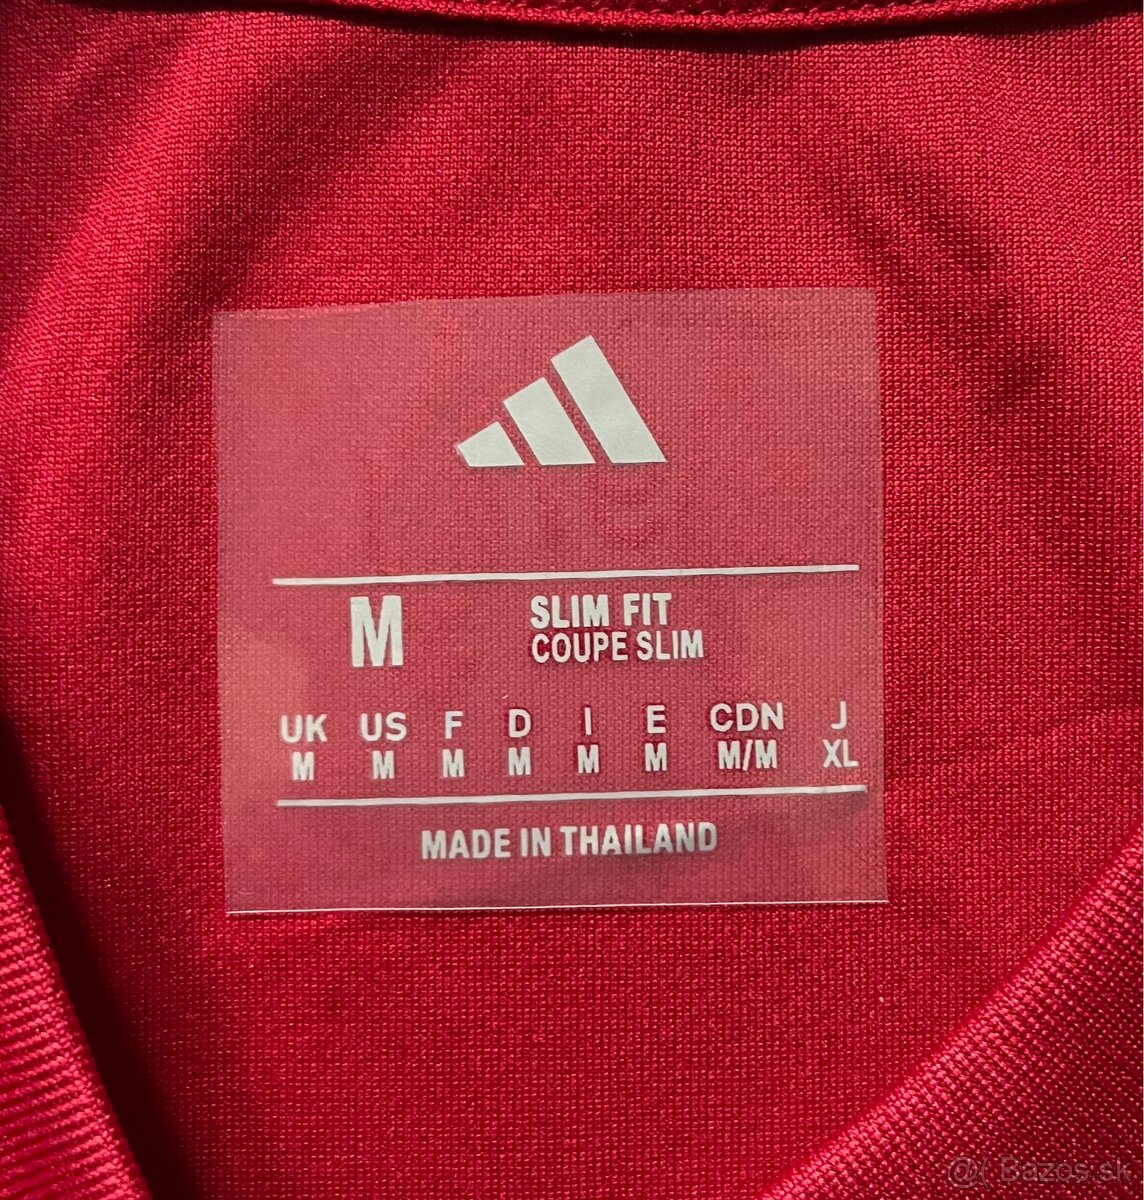 M
SLIM FIT
COUPE SLIM
UK US F D I E CDN J
M M M M M M M/M XL
MADE IN THAILAND
@( Bazos.sk